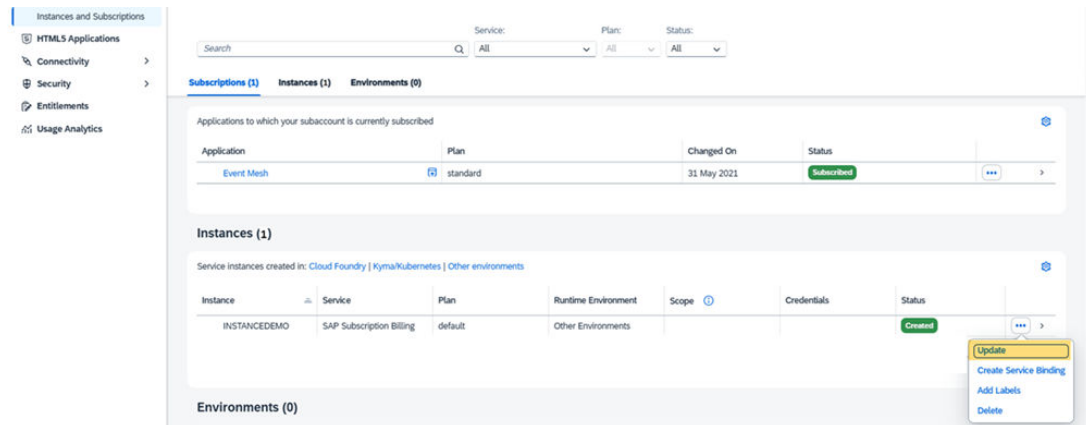 Instances and Subscriptions
HTML5 Applications
Connectivity
Security
Entitlements
Usage Analytics
Service: Plan: Status:
Search All All All
Subscriptions (1) Instances (1) Environments (0)
Applications to which your subaccount is currently subscribed
Application Plan Changed On Status
Event Mesh standard 31 May 2021 Subscribed
Instances (1)
Service instances created in: Cloud Foundry | Kyma/Kubernetes | Other environments
Instance Service Plan Runtime Environment Scope Credentials Status
INSTANCEDEMO SAP Subscription Billing default Other Environments Created
Update
Create Service Binding
Add Labels
Delete
Environments (0)